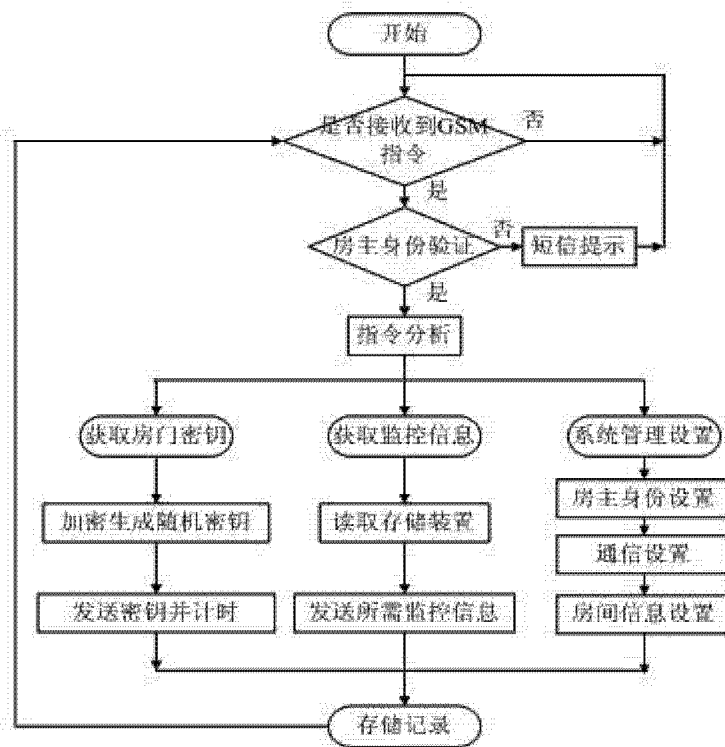 开始
是否接收到GSM
指令
否
是
房主身份验证
否
短信提示
是
指令分析
获取房门密钥
获取监控信息
系统管理设置
加密生成随机密钥
读取存储装置
房主身份设置
通信设置
发送密钥并计时
发送所需监控信息
房间信息设置
存储记录